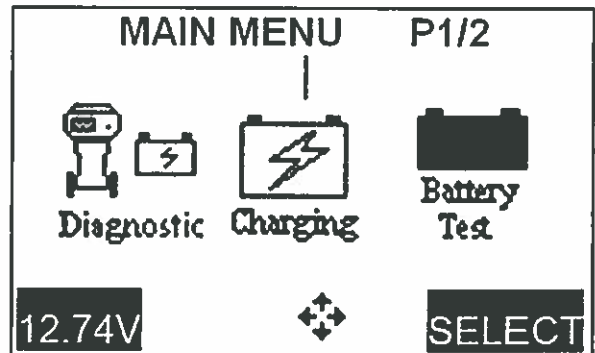 MAIN MENU P1/2
Diagnostic Charging Battery Test
12.74V SELECT